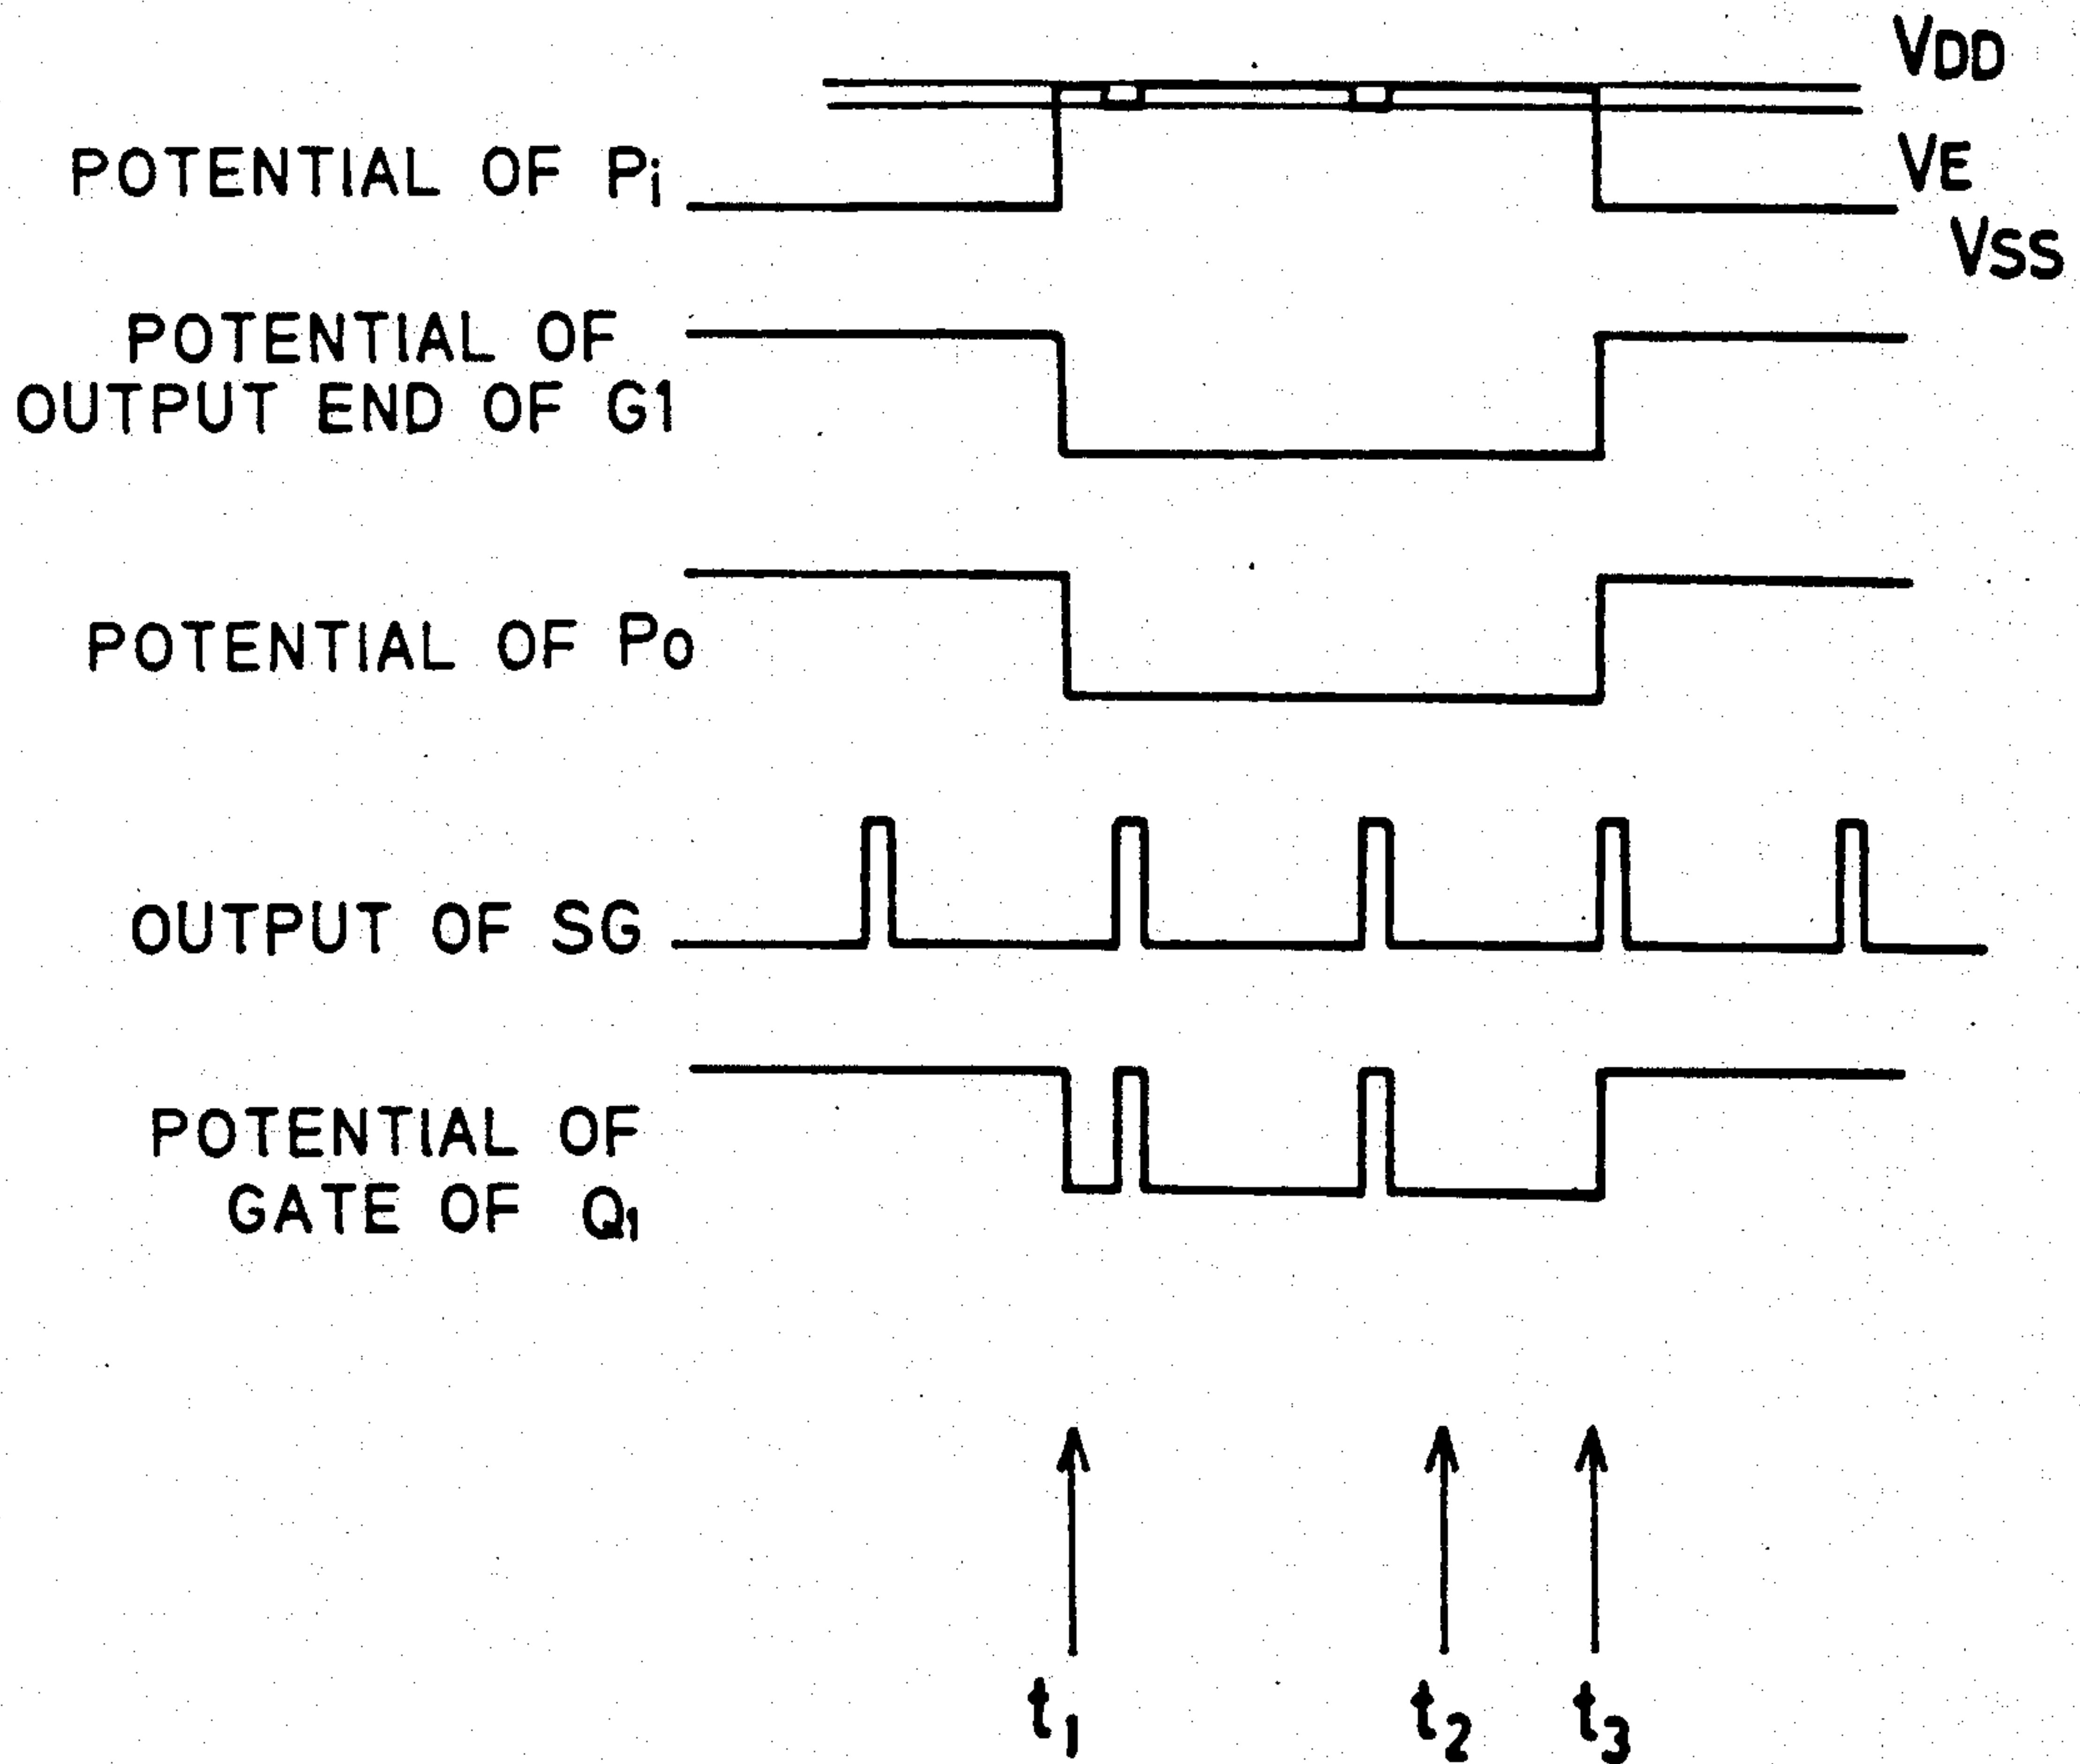 VDD
POTENTIAL OF Pi
VE
VSS
POTENTIAL OF
OUTPUT END OF G1
POTENTIAL OF Po
OUTPUT OF SG
POTENTIAL OF
GATE OF Q1
t1 t2 t3